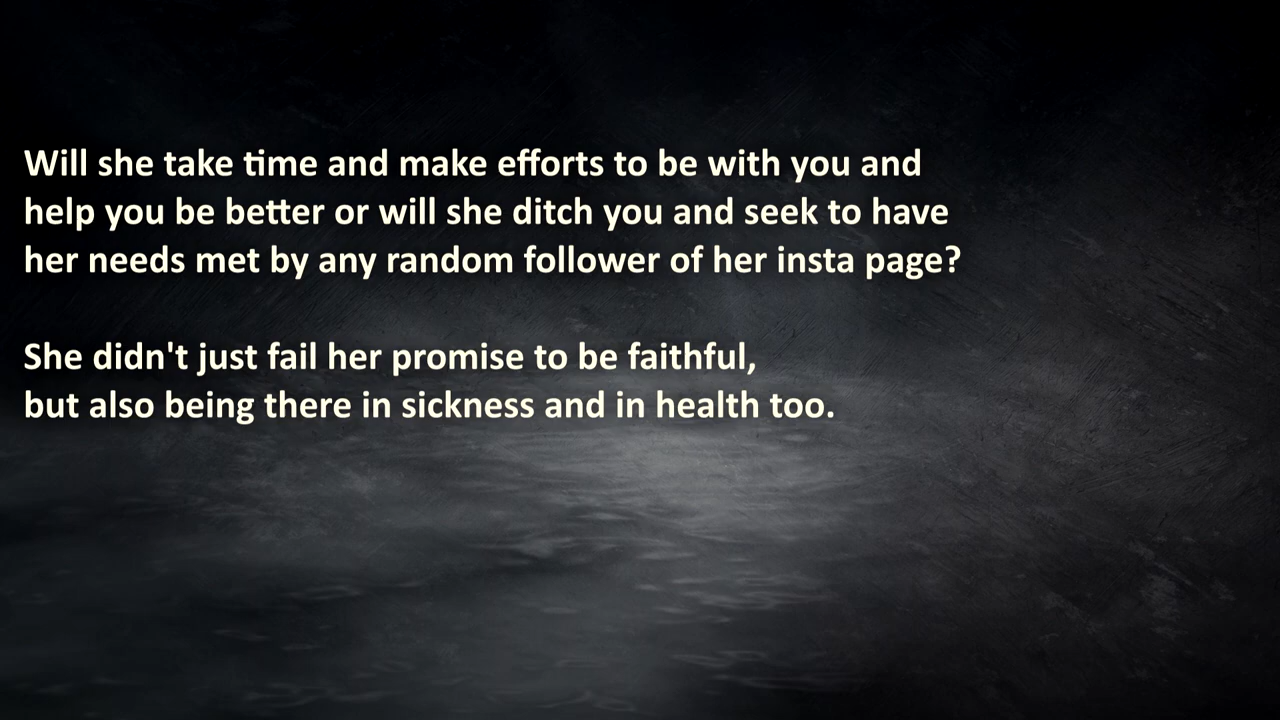 Will she take time and make efforts to be with you and
help you be better or will she ditch you and seek to have
her needs met by any random follower of her insta page?
She didn't just fail her promise to be faithful,
but also being there in sickness and in health too.